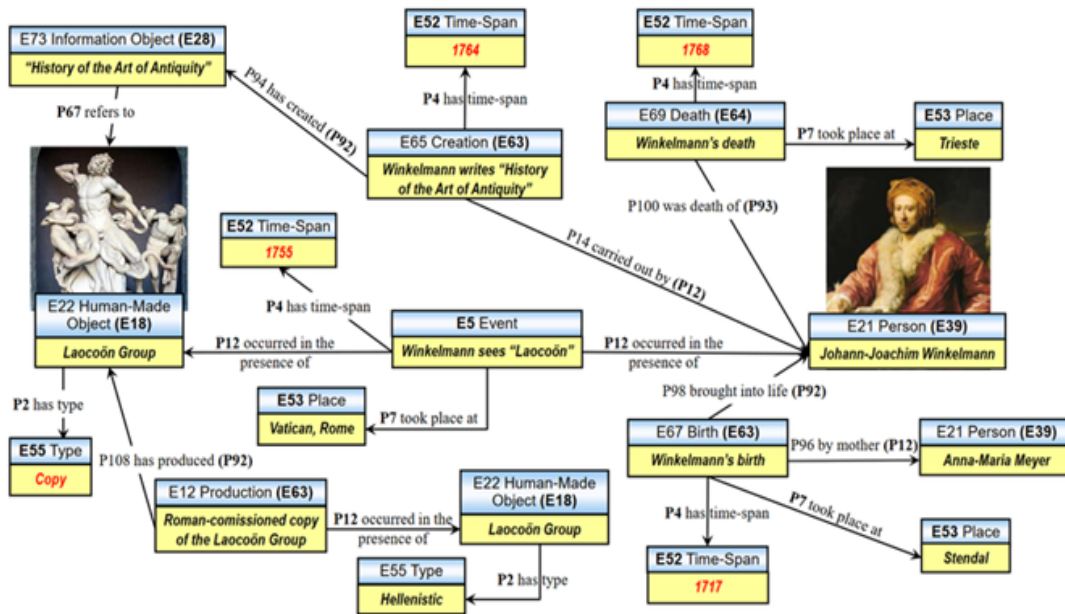 E73 Information Object (E28)
"History of the Art of Antiquity"
E52 Time-Span
1764
E52 Time-Span
1768
P94 has created (P92)
P4 has time-span
P4 has time-span
P67 refers to
E65 Creation (E63)
Winkelmann writes "History
of the Art of Antiquity"
E69 Death (E64)
Winkelmann's death
P7 took place at
E53 Place
Trieste
E52 Time-Span
1755
P100 was death of (P93)
P14 carried out by (P12)
P4 has time-span
E22 Human-Made
Object (E18)
Laocoön Group
P12 occurred in the
presence of
E5 Event
Winkelmann sees "Laocoön"
P12 occurred in the
presence of
E21 Person (E39)
Johann-Joachim Winkelmann
P2 has type
E53 Place
Vatican, Rome
P7 took place at
P98 brought into life (P92)
E55 Type
Copy
P108 has produced (P92)
E67 Birth (E63)
Winkelmann's birth
P96 by mother (P12)
E21 Person (E39)
Anna-Maria Meyer
E12 Production (E63)
Roman-comissioned copy
of the Laocoön Group
P12 occurred in the
presence of
E22 Human-Made
Object (E18)
Laocoön Group
P4 has time-span
P7 took place at
E53 Place
Stendal
E55 Type
Hellenistic
P2 has type
E52 Time-Span
1717